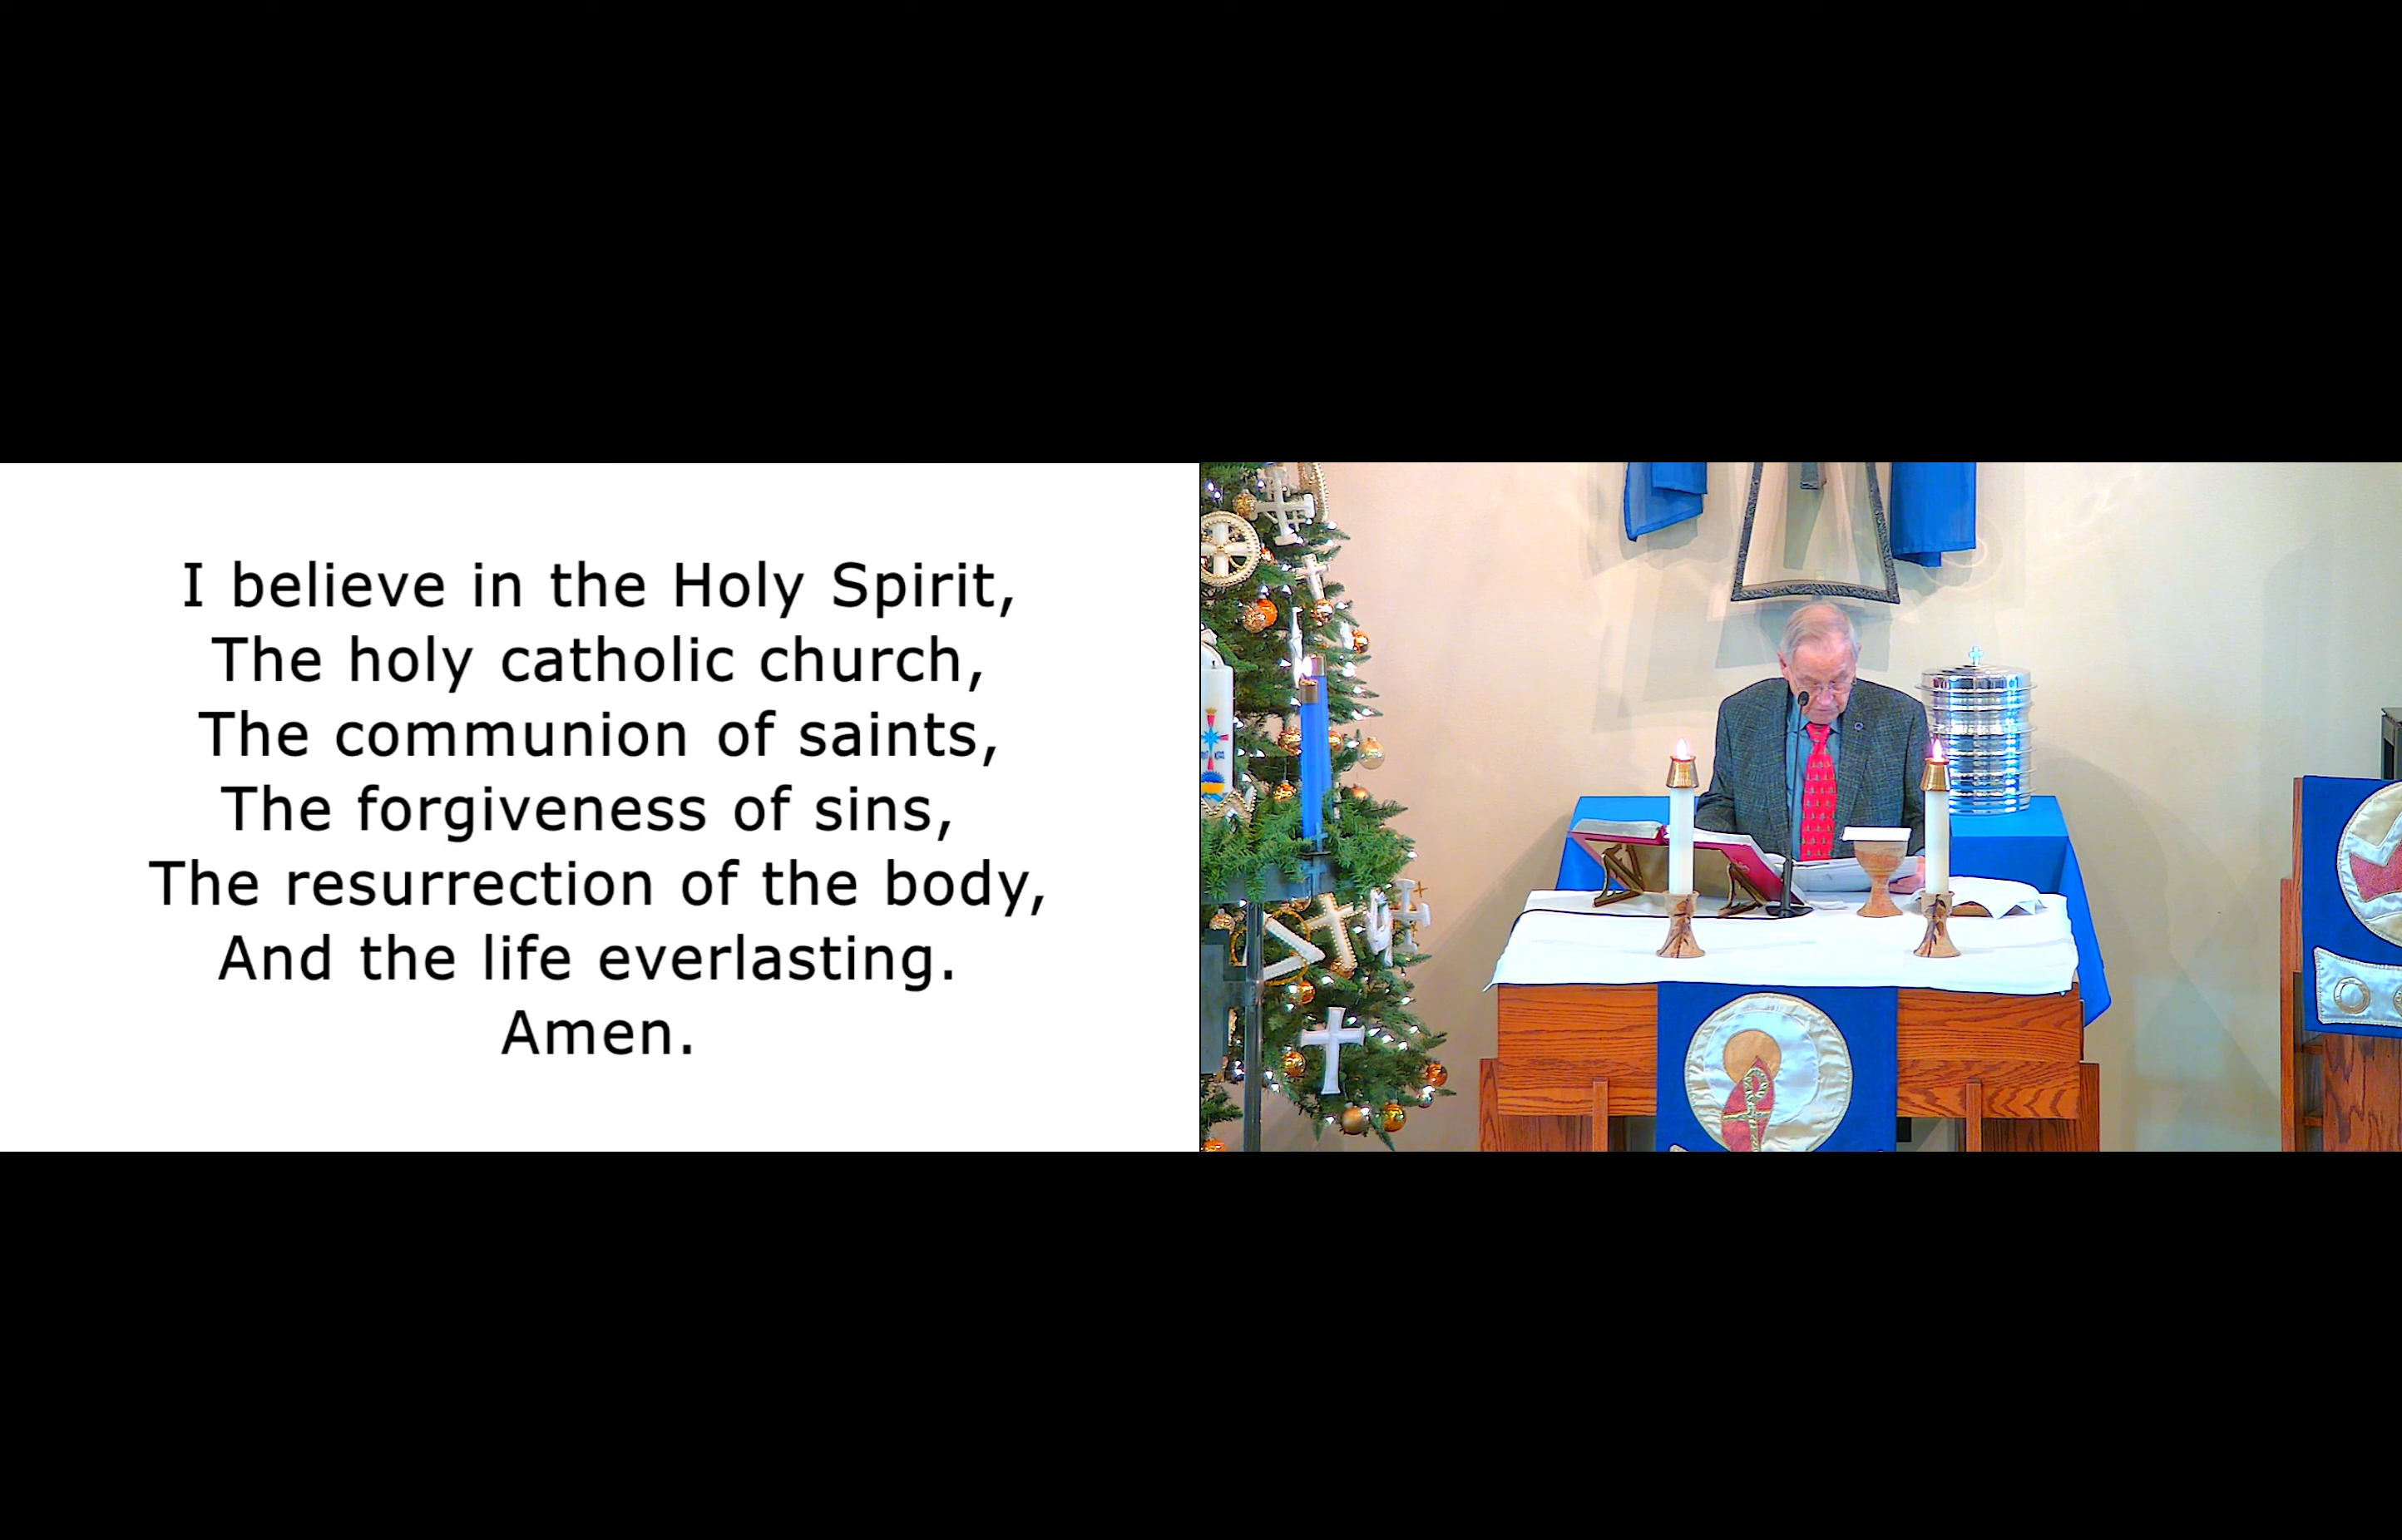 I believe in the Holy Spirit,
The holy catholic church,
The communion of saints,
The forgiveness of sins,
The resurrection of the body,
And the life everlasting.
Amen.